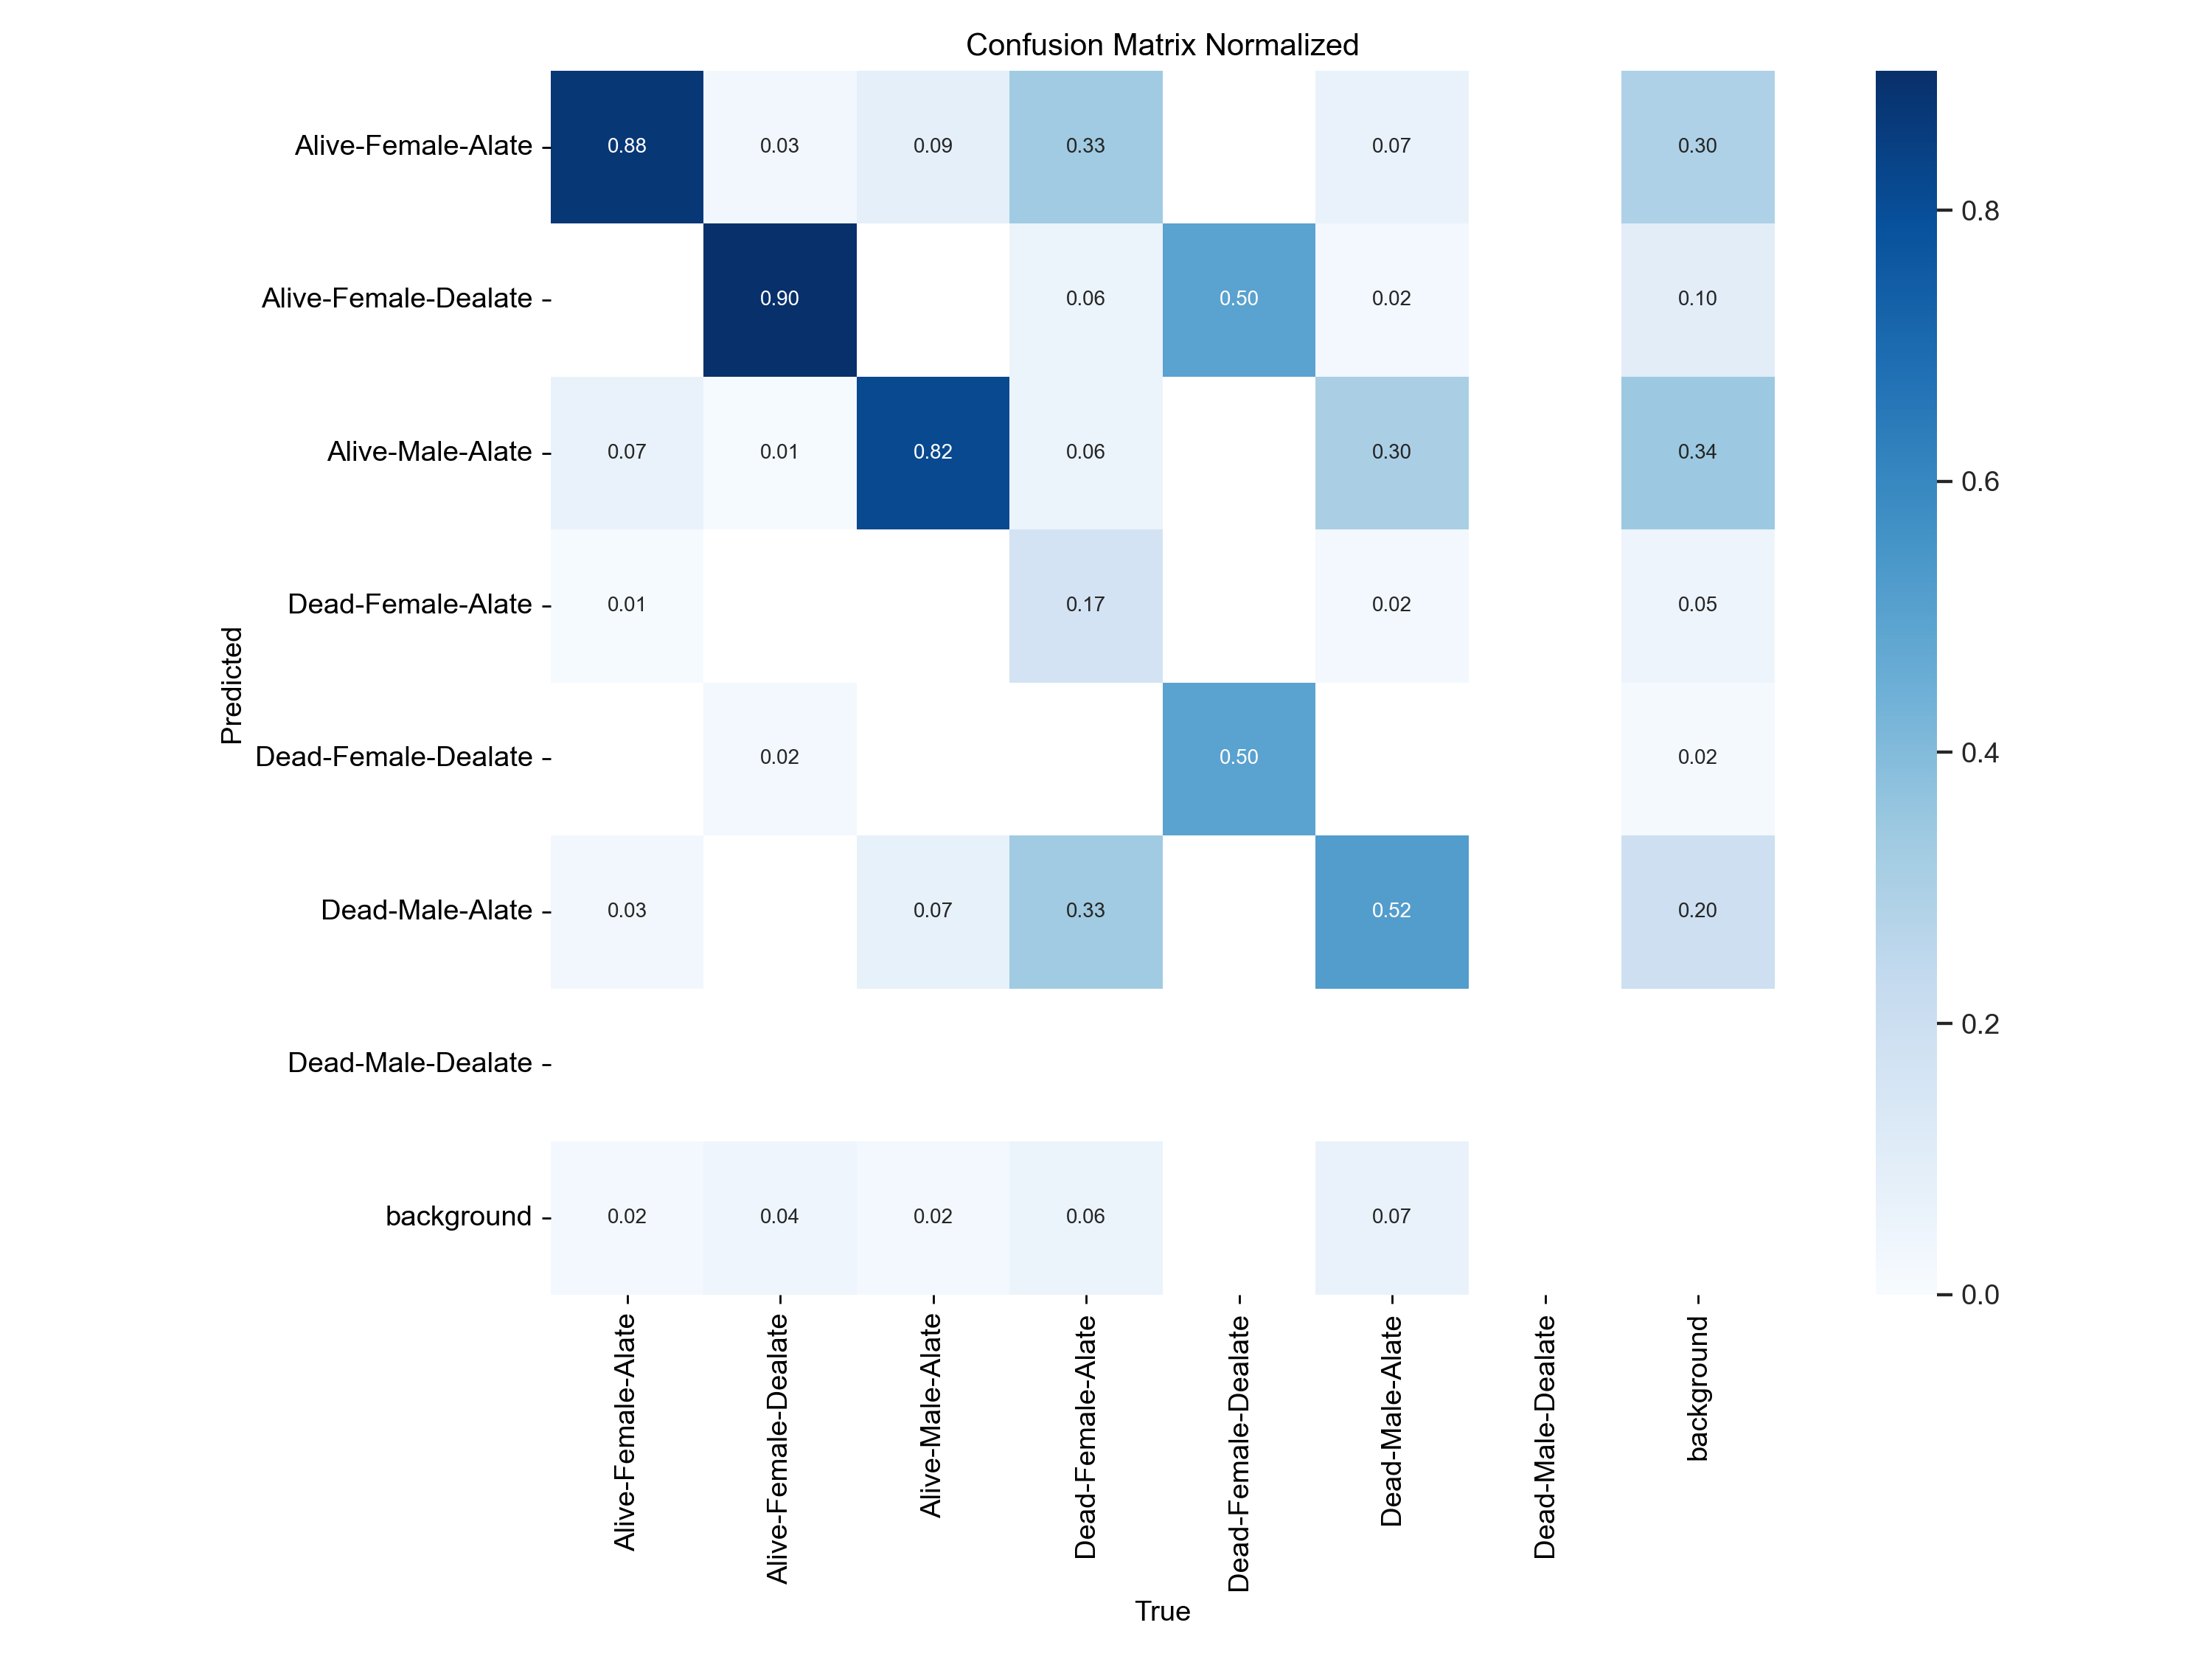 Confusion Matrix Normalized
Alive-Female-Alate 0.88 0.03 0.09 0.33 0.07 0.30
Alive-Female-Dealate 0.90 0.06 0.50 0.02 0.10
Alive-Male-Alate 0.07 0.01 0.82 0.06 0.30 0.34
Dead-Female-Alate 0.01 0.17 0.02 0.05
Dead-Female-Dealate 0.02 0.50 0.02
Dead-Male-Alate 0.03 0.07 0.33 0.52 0.20
Dead-Male-Dealate
background 0.02 0.04 0.02 0.06 0.07
Predicted
Alive-Female-Alate
Alive-Female-Dealate
Alive-Male-Alate
Dead-Female-Alate
Dead-Female-Dealate
Dead-Male-Alate
Dead-Male-Dealate
background
True
0.8
0.6
0.4
0.2
0.0